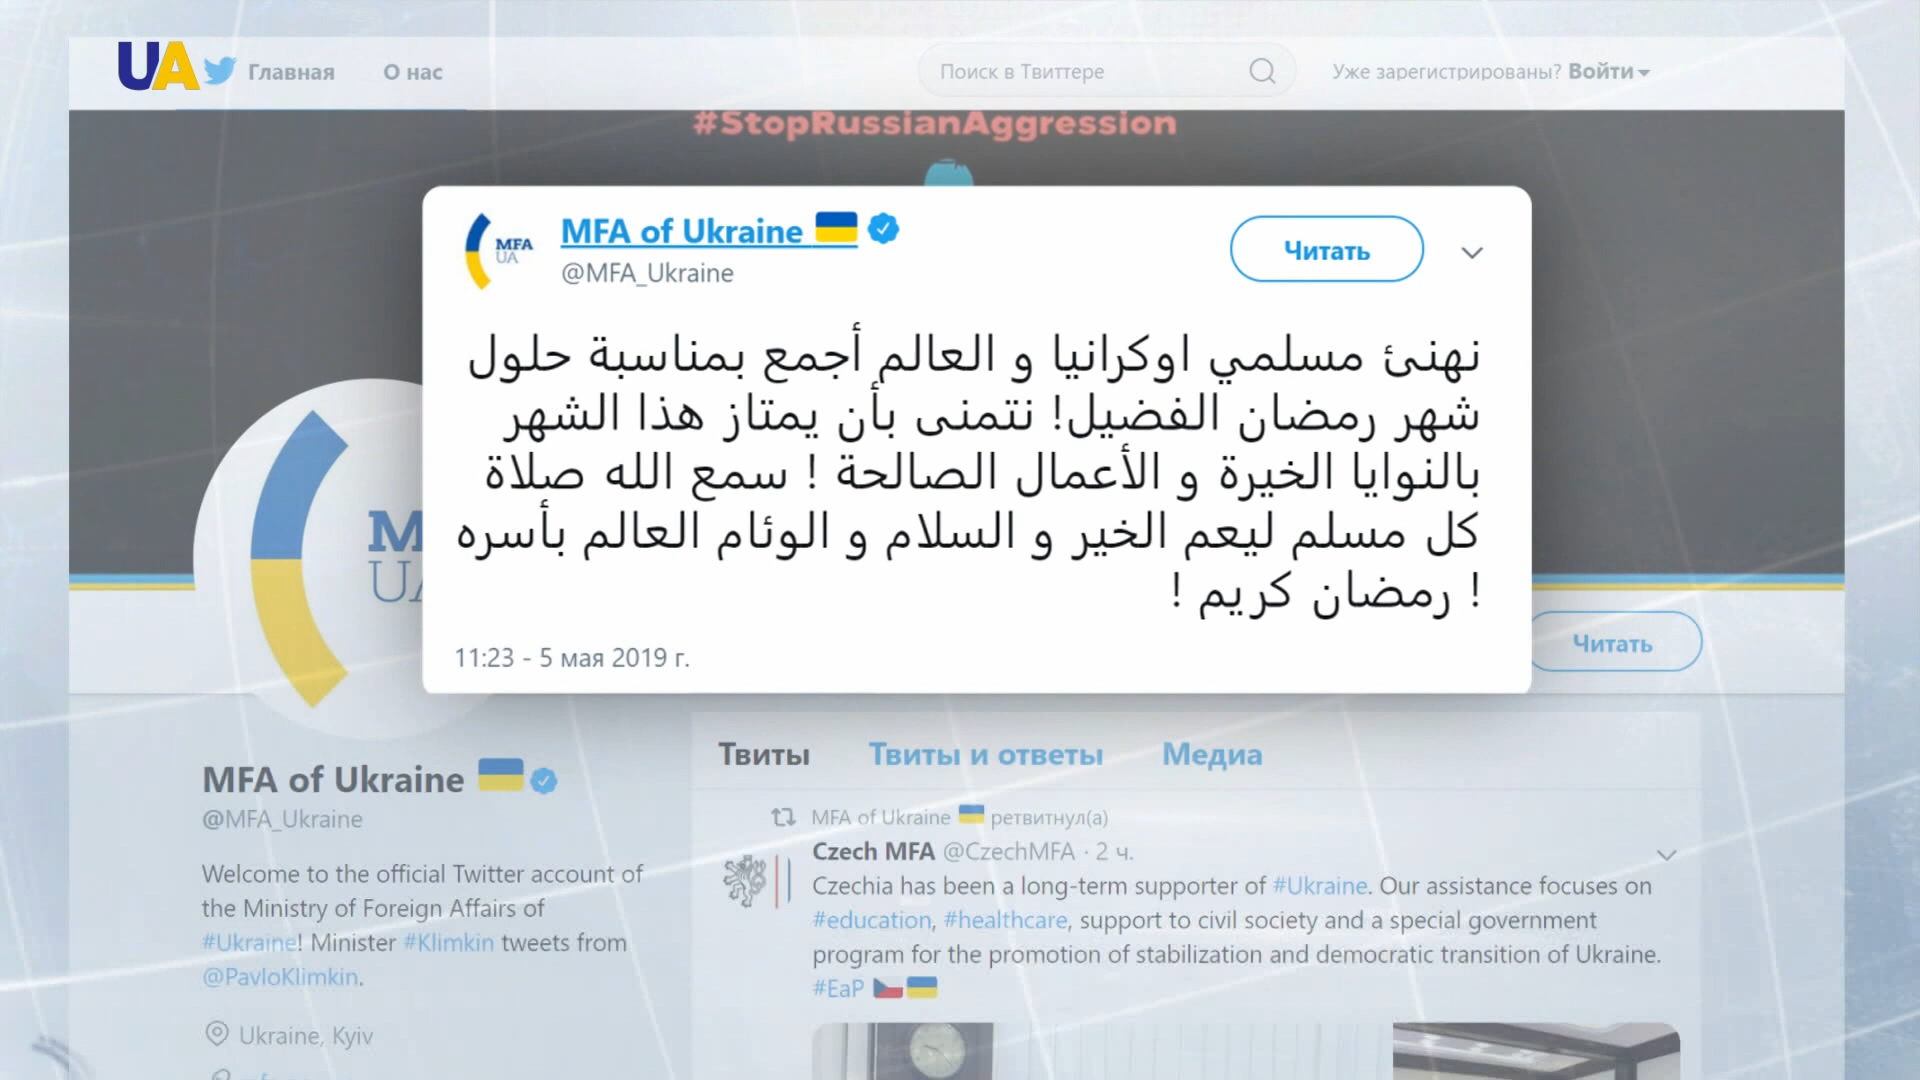 UA Главная О нас Поиск в Твиттере Уже зарегистрированы? Войти
#StopRussianAggression
MFA UA
MFA of Ukraine
@MFA_Ukraine
Читать
نهنئ مسلمي اوكرانيا و العالم أجمع بمناسبة حلول
شهر رمضان الفضيل! نتمنى بأن يمتاز هذا الشهر
بالنوايا الخيرة و الأعمال الصالحة ! سمع الله صلاة
كل مسلم ليعم الخير و السلام و الوئام العالم بأسره
! رمضان كريم !
11:23 - 5 мая 2019 г.
Читать
MFA of Ukraine
@MFA_Ukraine
Welcome to the official Twitter account of
the Ministry of Foreign Affairs of
#Ukraine! Minister #Klimkin tweets from
@PavloKlimkin.
Ukraine, Kyiv
Твиты Твиты и ответы Медиа
MFA of Ukraine ретвитнул(а)
Czech MFA @CzechMFA · 2 ч.
Czechia has been a long-term supporter of #Ukraine. Our assistance focuses on
#education, #healthcare, support to civil society and a special government
program for the promotion of stabilization and democratic transition of Ukraine.
#EaP